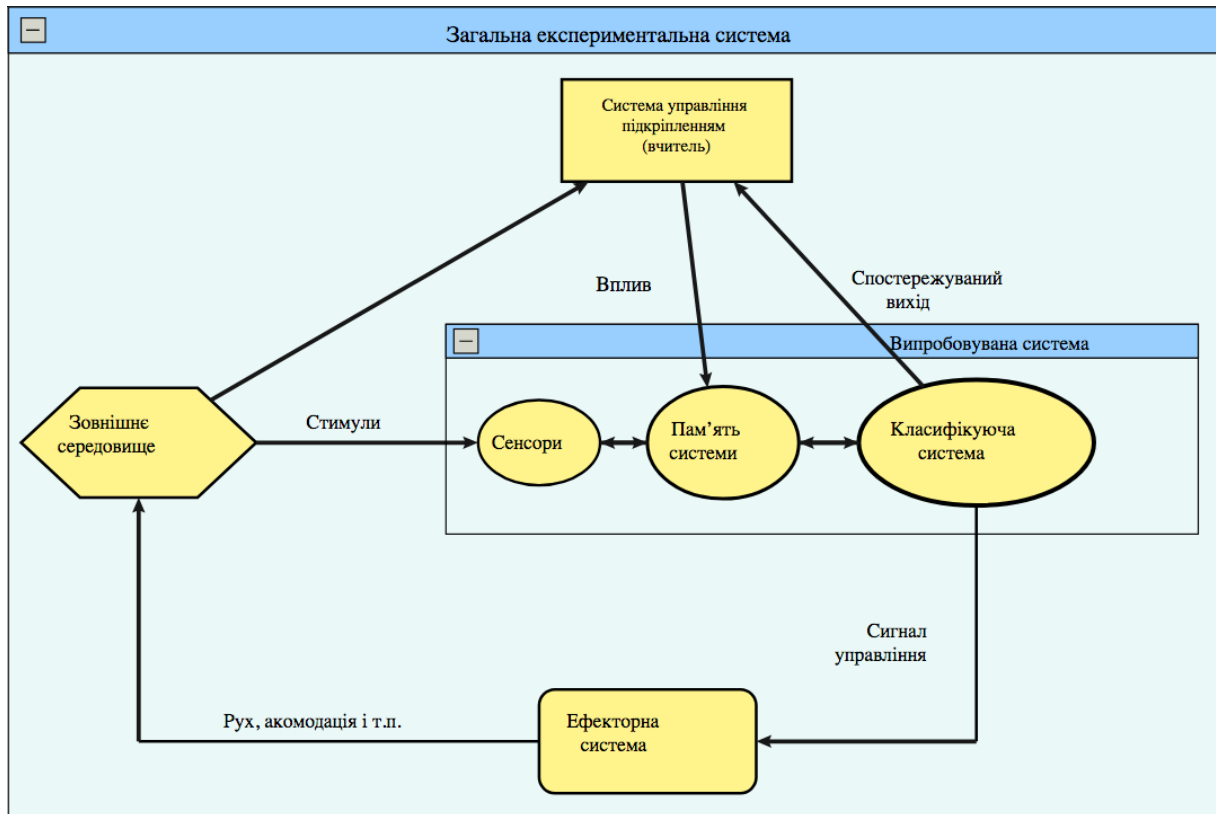 Загальна експериментальна система
Система управління
підкріпленням
(вчитель)
Вплив
Спостережуваний
вихід
Випробовувана система
Зовнішнє
середовище
Стимули
Сенсори
Пам’ять
системи
Класифікуюча
система
Сигнал
управління
Рух, акомодація і т.п.
Ефекторна
система